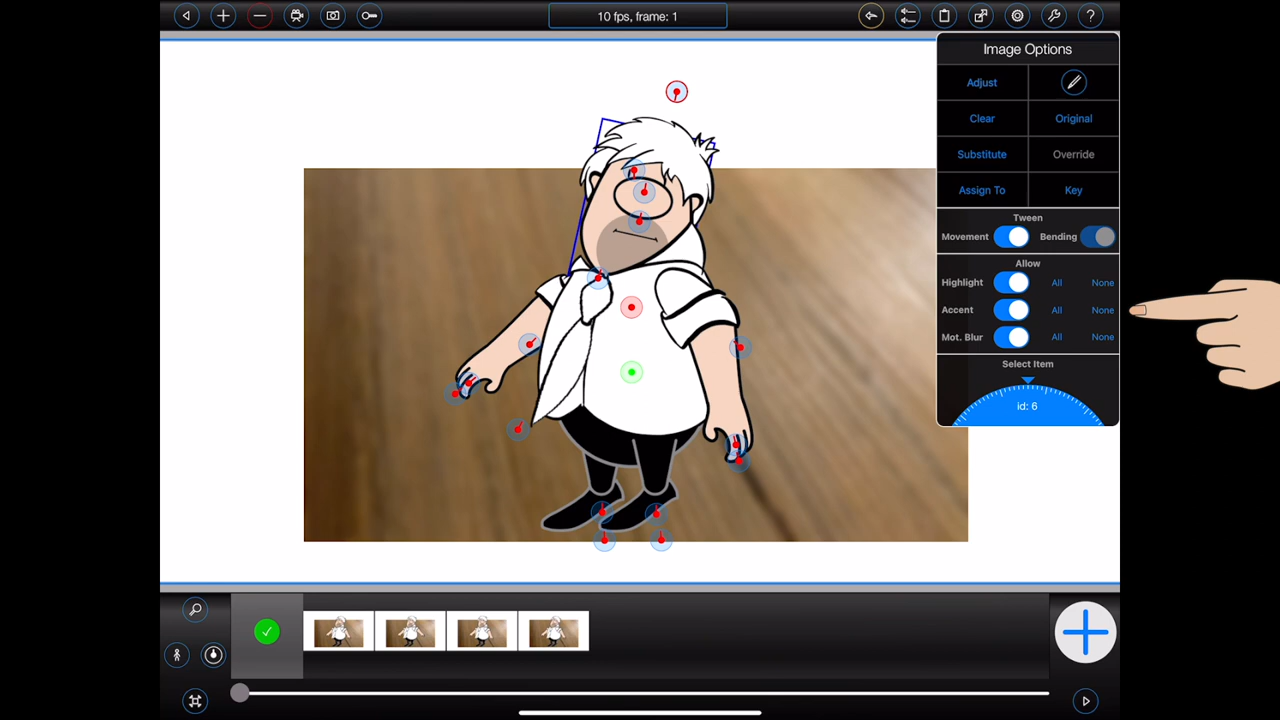 10 fps, frame: 1
?
Image Options
Adjust
Clear Original
Substitute Override
Assign To Key
Tween
Movement Bending
Allow
Highlight All None
Accent All None
Mot. Blur All None
Select Item
id: 6